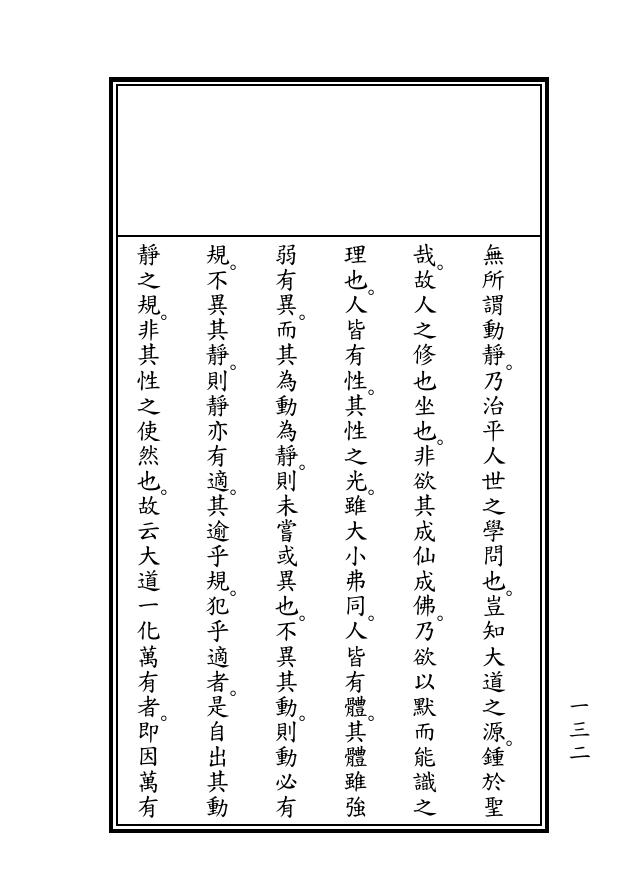 無所謂動靜。乃治平人世之學問也。豈知大道之源。鍾於聖
哉。故人之修也坐也。非欲其成仙成佛。乃欲以默而能識之
理也。人皆有性。其性之光。雖大小弗同。人皆有體。其體雖強
弱有異。而其為動為靜。則未嘗或異也。不異其動。則動必有
規。不異其靜。則靜亦有適。其逾乎規。犯乎適者。是自出其動
靜之規。非其性之使然也。故云大道一化萬有者。即因萬有
一三二